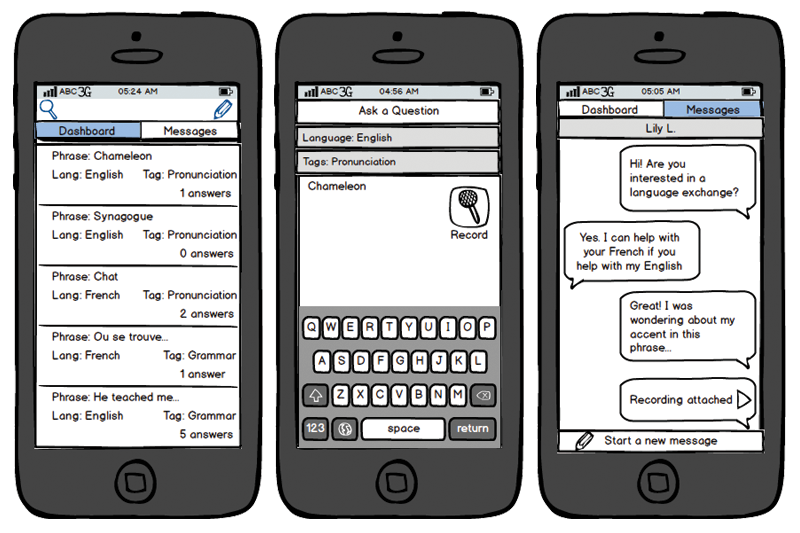 ABC 3G 05:24 AM
Dashboard Messages
Phrase: Chameleon
Lang: English Tag: Pronunciation
1 answers
Phrase: Synagogue
Lang: English Tag: Pronunciation
0 answers
Phrase: Chat
Lang: French Tag: Pronunciation
2 answers
Phrase: Ou se trouve...
Lang: French Tag: Grammar
1 answer
Phrase: He teached me...
Lang: English Tag: Grammar
5 answers
ABC 3G 04:56 AM
Ask a Question
Language: English
Tags: Pronunciation
Chameleon
Record
Q W E R T Y U I O P
A S D F G H J K L
Z X C V B N M
123 space return
ABC 3G 05:05 AM
Dashboard Messages
Lily L.
Hi! Are you
interested in a
language exchange?
Yes. I can help with
your French if you
help with my English
Great! I was
wondering about my
accent in this
phrase...
Recording attached
Start a new message